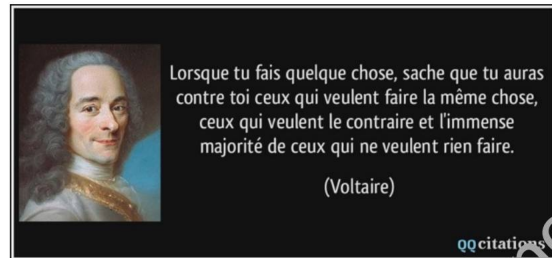 Lorsque tu fais quelque chose, sache que tu auras
contre toi ceux qui veulent faire la même chose,
ceux qui veulent le contraire et l'immense
majorité de ceux qui ne veulent rien faire.
(Voltaire)
QQcitations